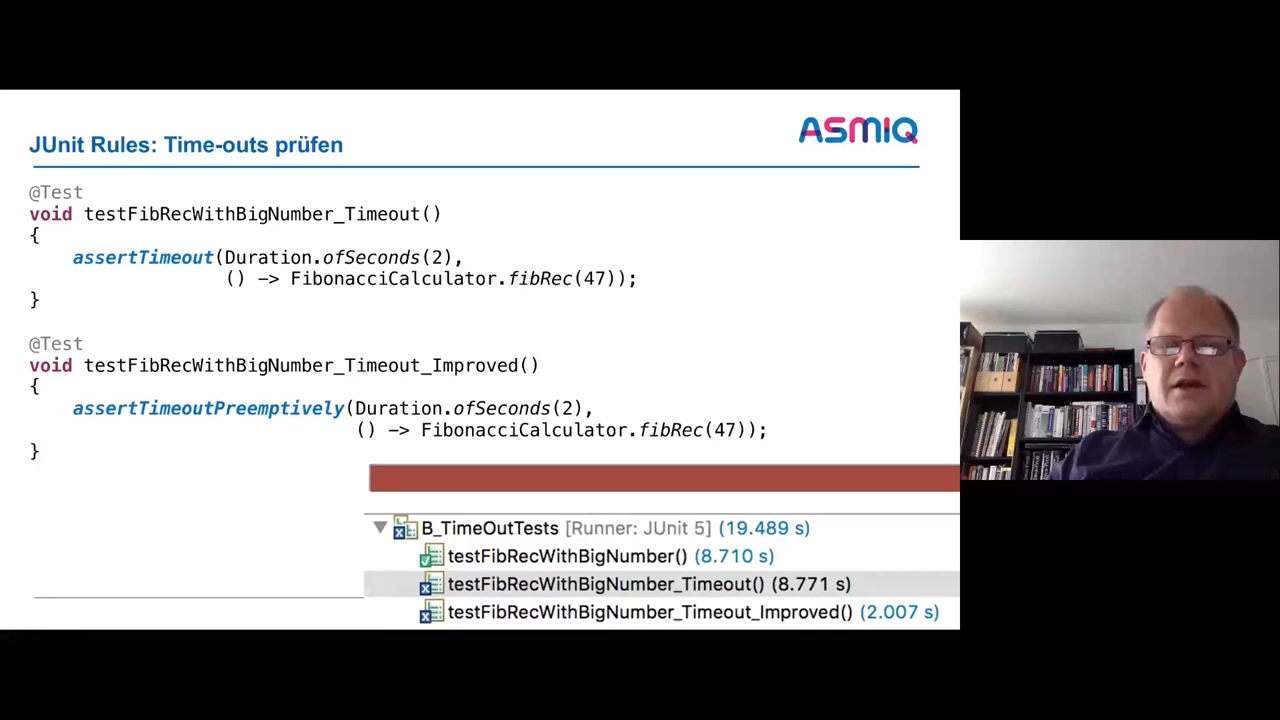 JUnit Rules: Time-outs prüfen
ASMIQ
@Test
void testFibRecWithBigNumber_Timeout()
{
assertTimeout(Duration.ofSeconds(2),
() -> FibonacciCalculator.fibRec(47));
}
@Test
void testFibRecWithBigNumber_Timeout_Improved()
{
assertTimeoutPreemptively(Duration.ofSeconds(2),
() -> FibonacciCalculator.fibRec(47));
}
B_TimeOutTests [Runner: JUnit 5] (19.489 s)
testFibRecWithBigNumber() (8.710 s)
testFibRecWithBigNumber_Timeout() (8.771 s)
testFibRecWithBigNumber_Timeout_Improved() (2.007 s)